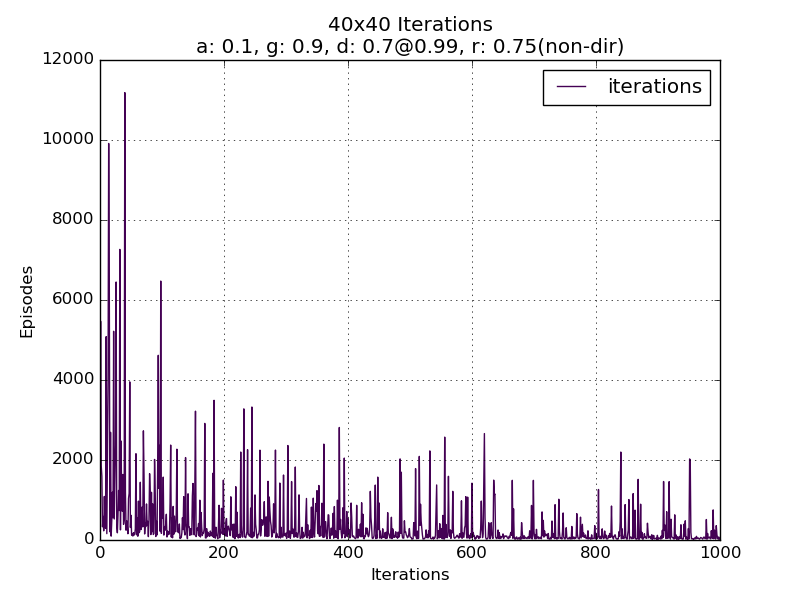 40x40 Iterations
a: 0.1, g: 0.9, d: 0.7@0.99, r: 0.75(non-dir)
iterations
12000
10000
8000
6000
4000
2000
0
Episodes
0 200 400 600 800 1000
Iterations